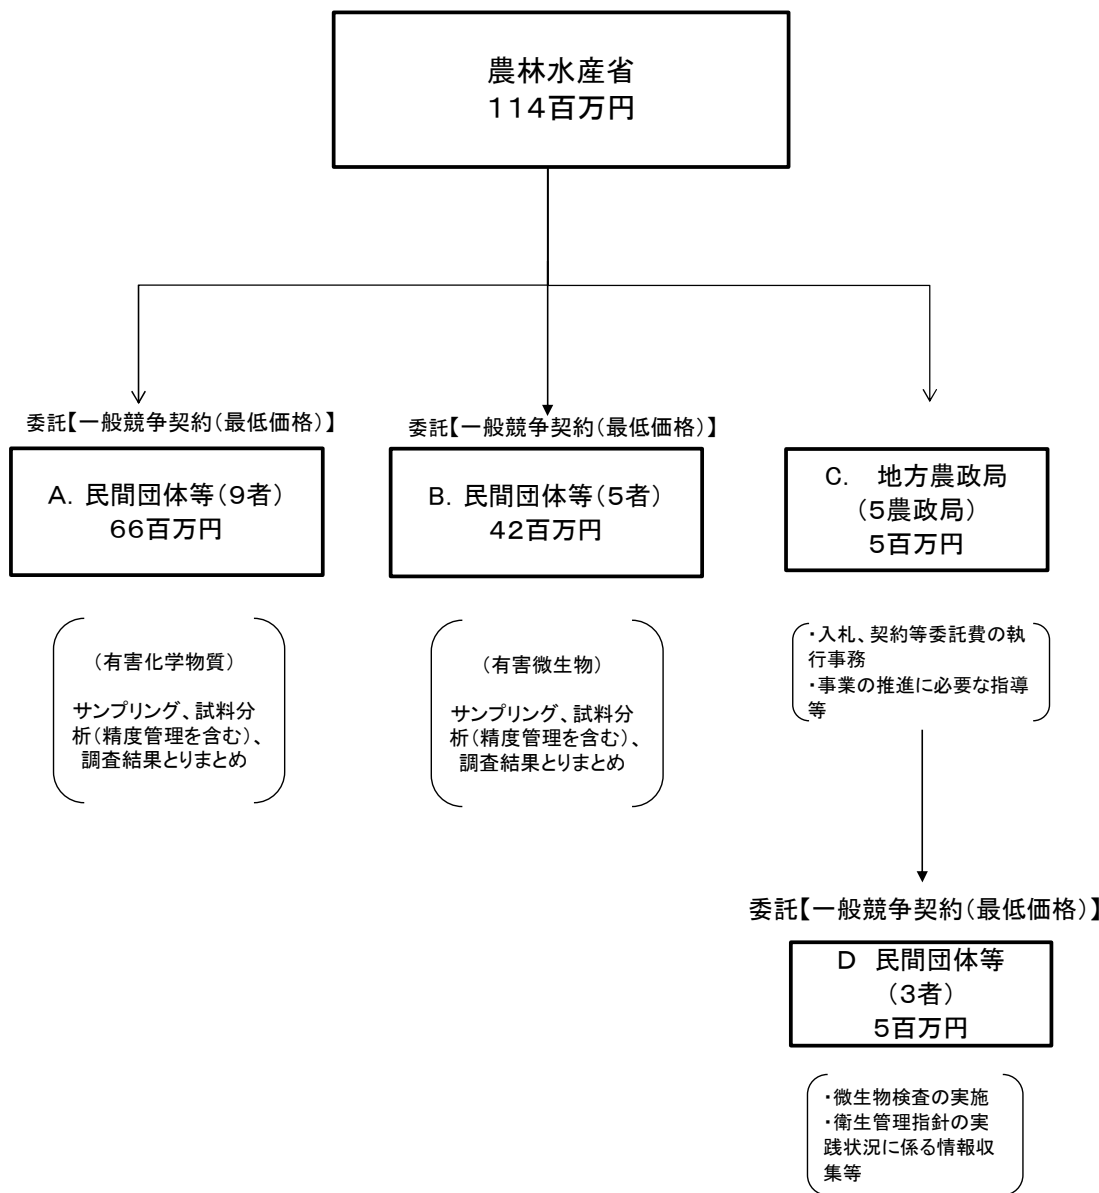 農林水産省
114百万円
委託【一般競争契約(最低価格)】
A. 民間団体等(9者)
66百万円
(有害化学物質)
サンプリング、試料分
析(精度管理を含む)、
調査結果とりまとめ
委託【一般競争契約(最低価格)】
B. 民間団体等(5者)
42百万円
(有害微生物)
サンプリング、試料分
析(精度管理を含む)、
調査結果とりまとめ
C. 地方農政局
(5農政局)
5百万円
・入札、契約等委託費の執
行事務
・事業の推進に必要な指導
等
委託【一般競争契約(最低価格)】
D 民間団体等
(3者)
5百万円
・微生物検査の実施
・衛生管理指針の実
践状況に係る情報収
集等